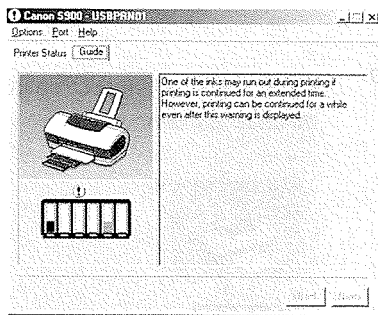 Canon S900 - USBPRN01
Options Port Help
Printer Status Guide
One of the inks may run out during printing if
printing is continued for an extended time.
However, printing can be continued for a while
even after this warning is displayed.